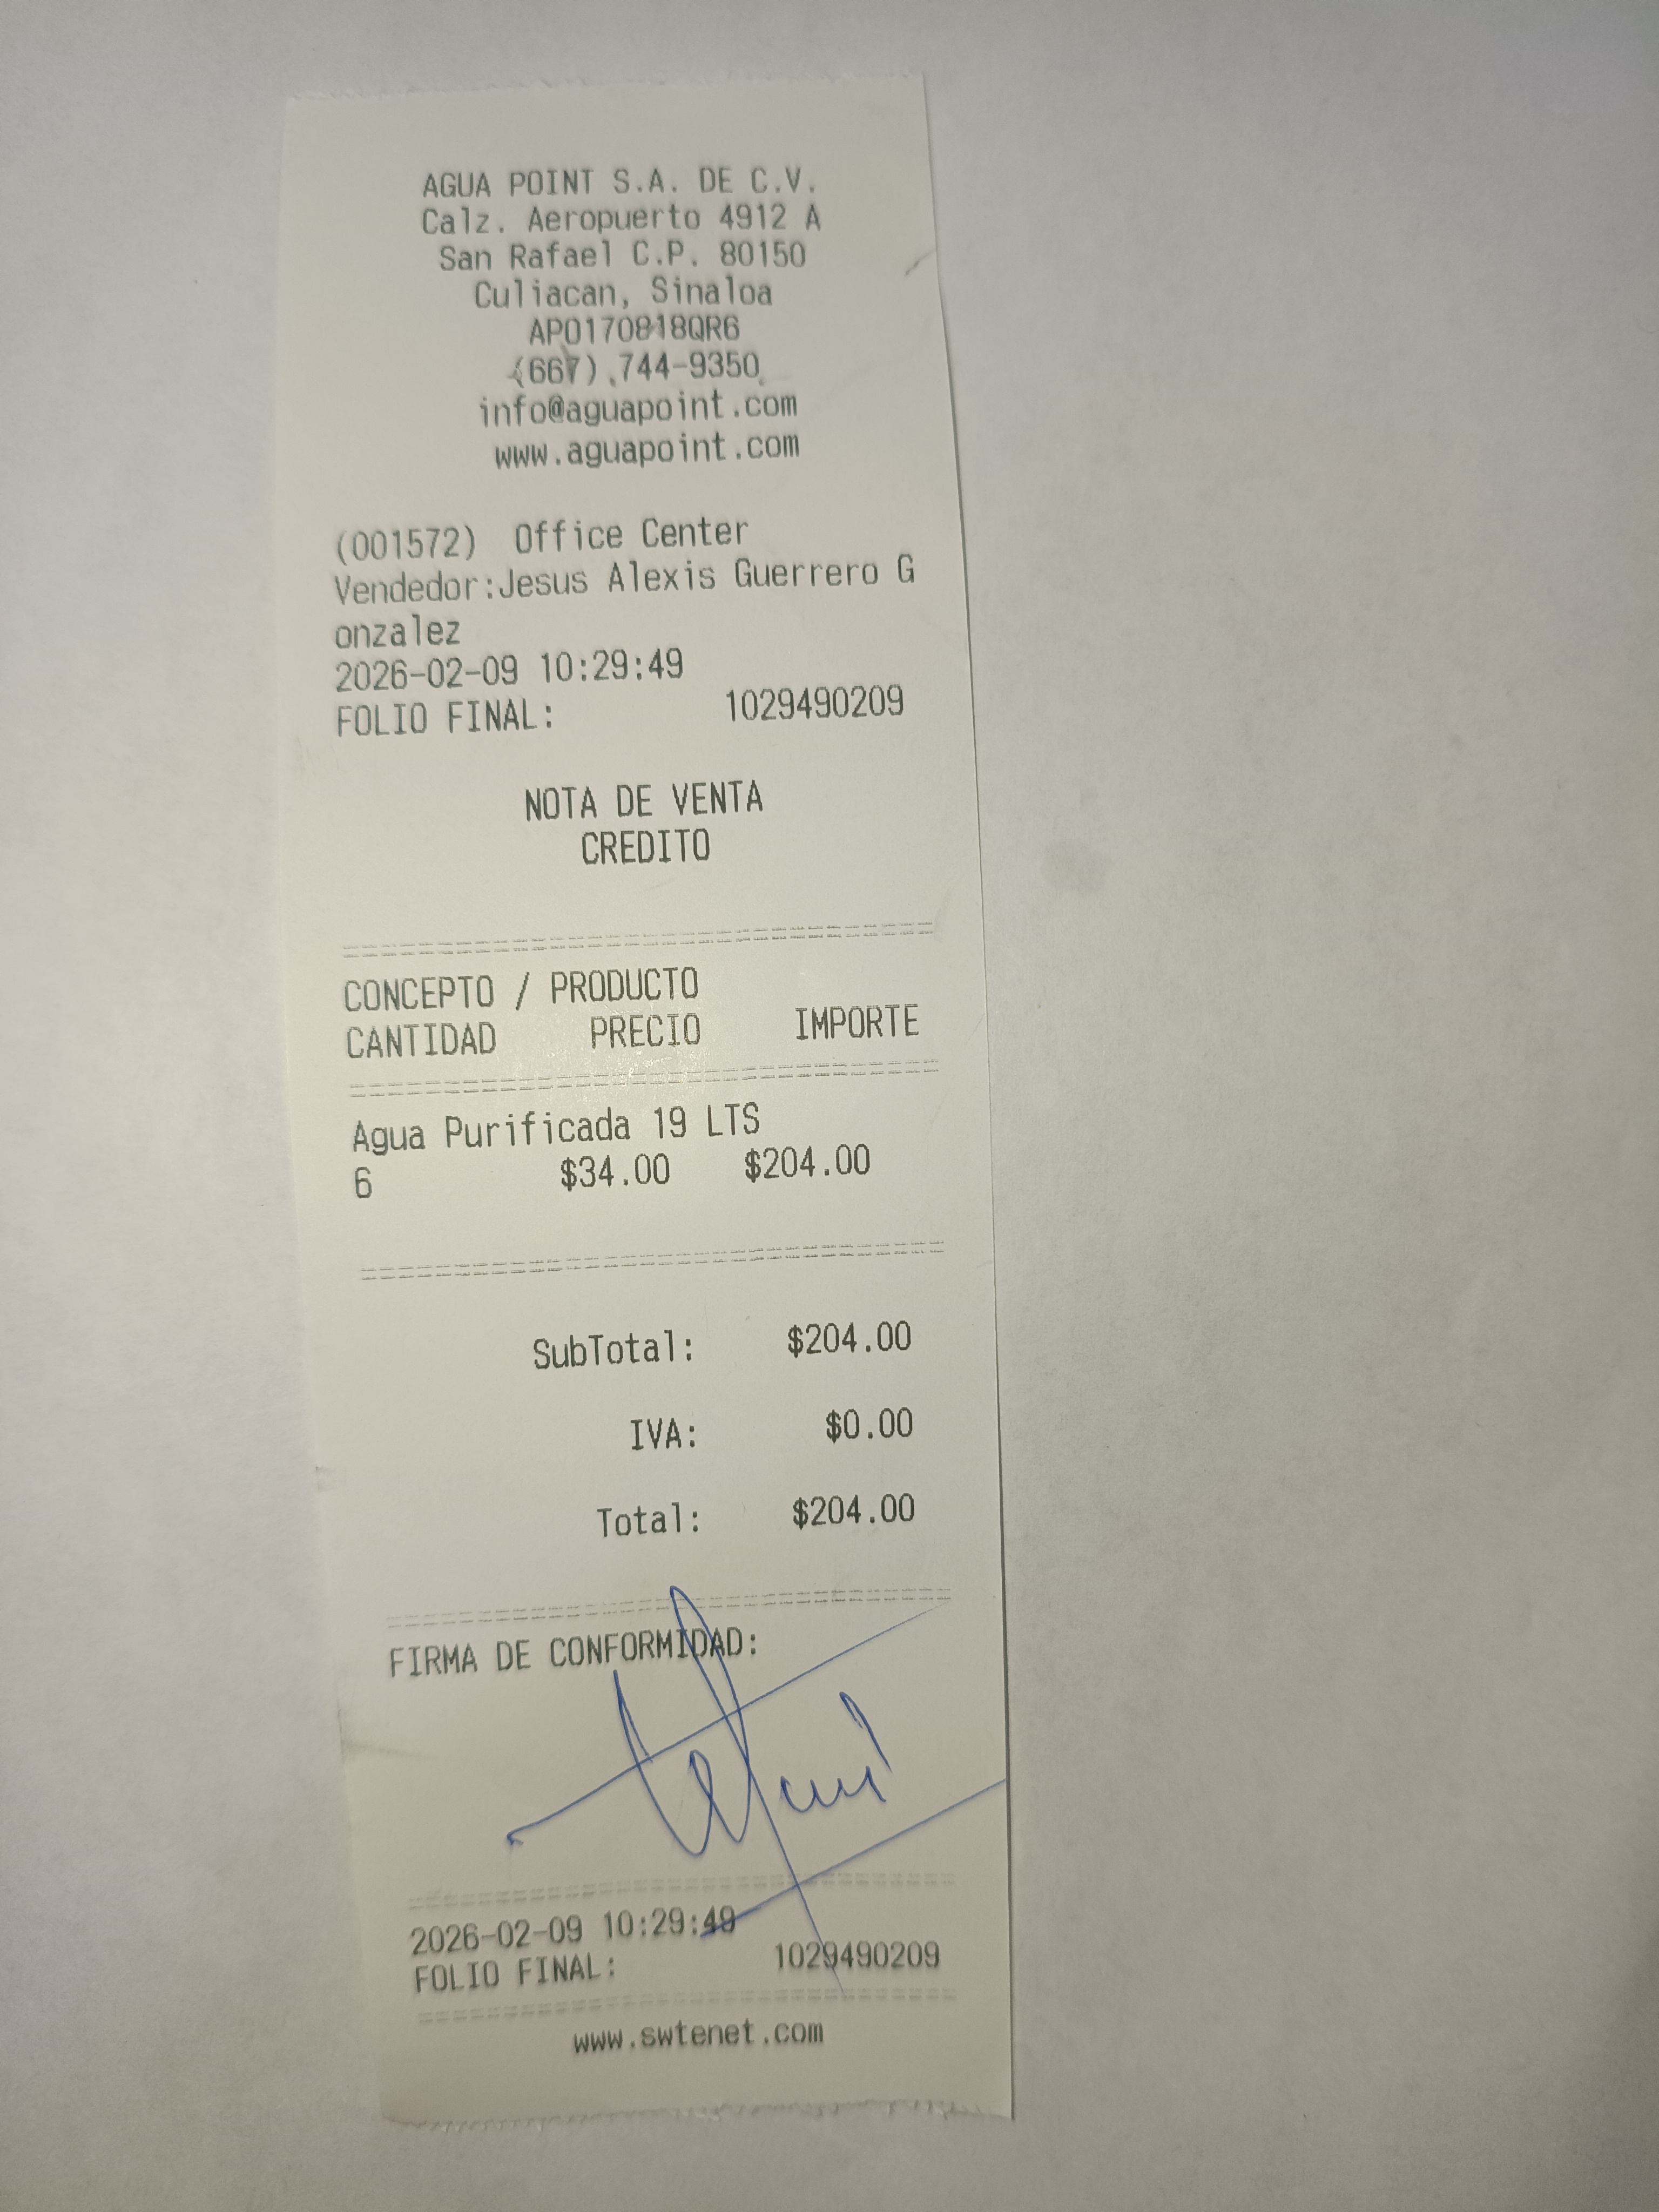 AGUA POINT S.A. DE C.V.
Calz. Aeropuerto 4912 A
San Rafael C.P. 80150
Culiacan, Sinaloa
APO170818QR6
(667) 744-9350
info@aguapoint.com
www.aguapoint.com
(001572) Office Center
Vendedor:Jesus Alexis Guerrero G
onzalez
2026-02-09 10:29:49
FOLIO FINAL: 1029490209
NOTA DE VENTA
CREDITO
CONCEPTO / PRODUCTO
CANTIDAD PRECIO IMPORTE
Agua Purificada 19 LTS
6 $34.00 $204.00
SubTotal: $204.00
IVA: $0.00
Total: $204.00
FIRMA DE CONFORMIDAD:
2026-02-09 10:29:49
FOLIO FINAL: 1029490209
www.swtenet.com